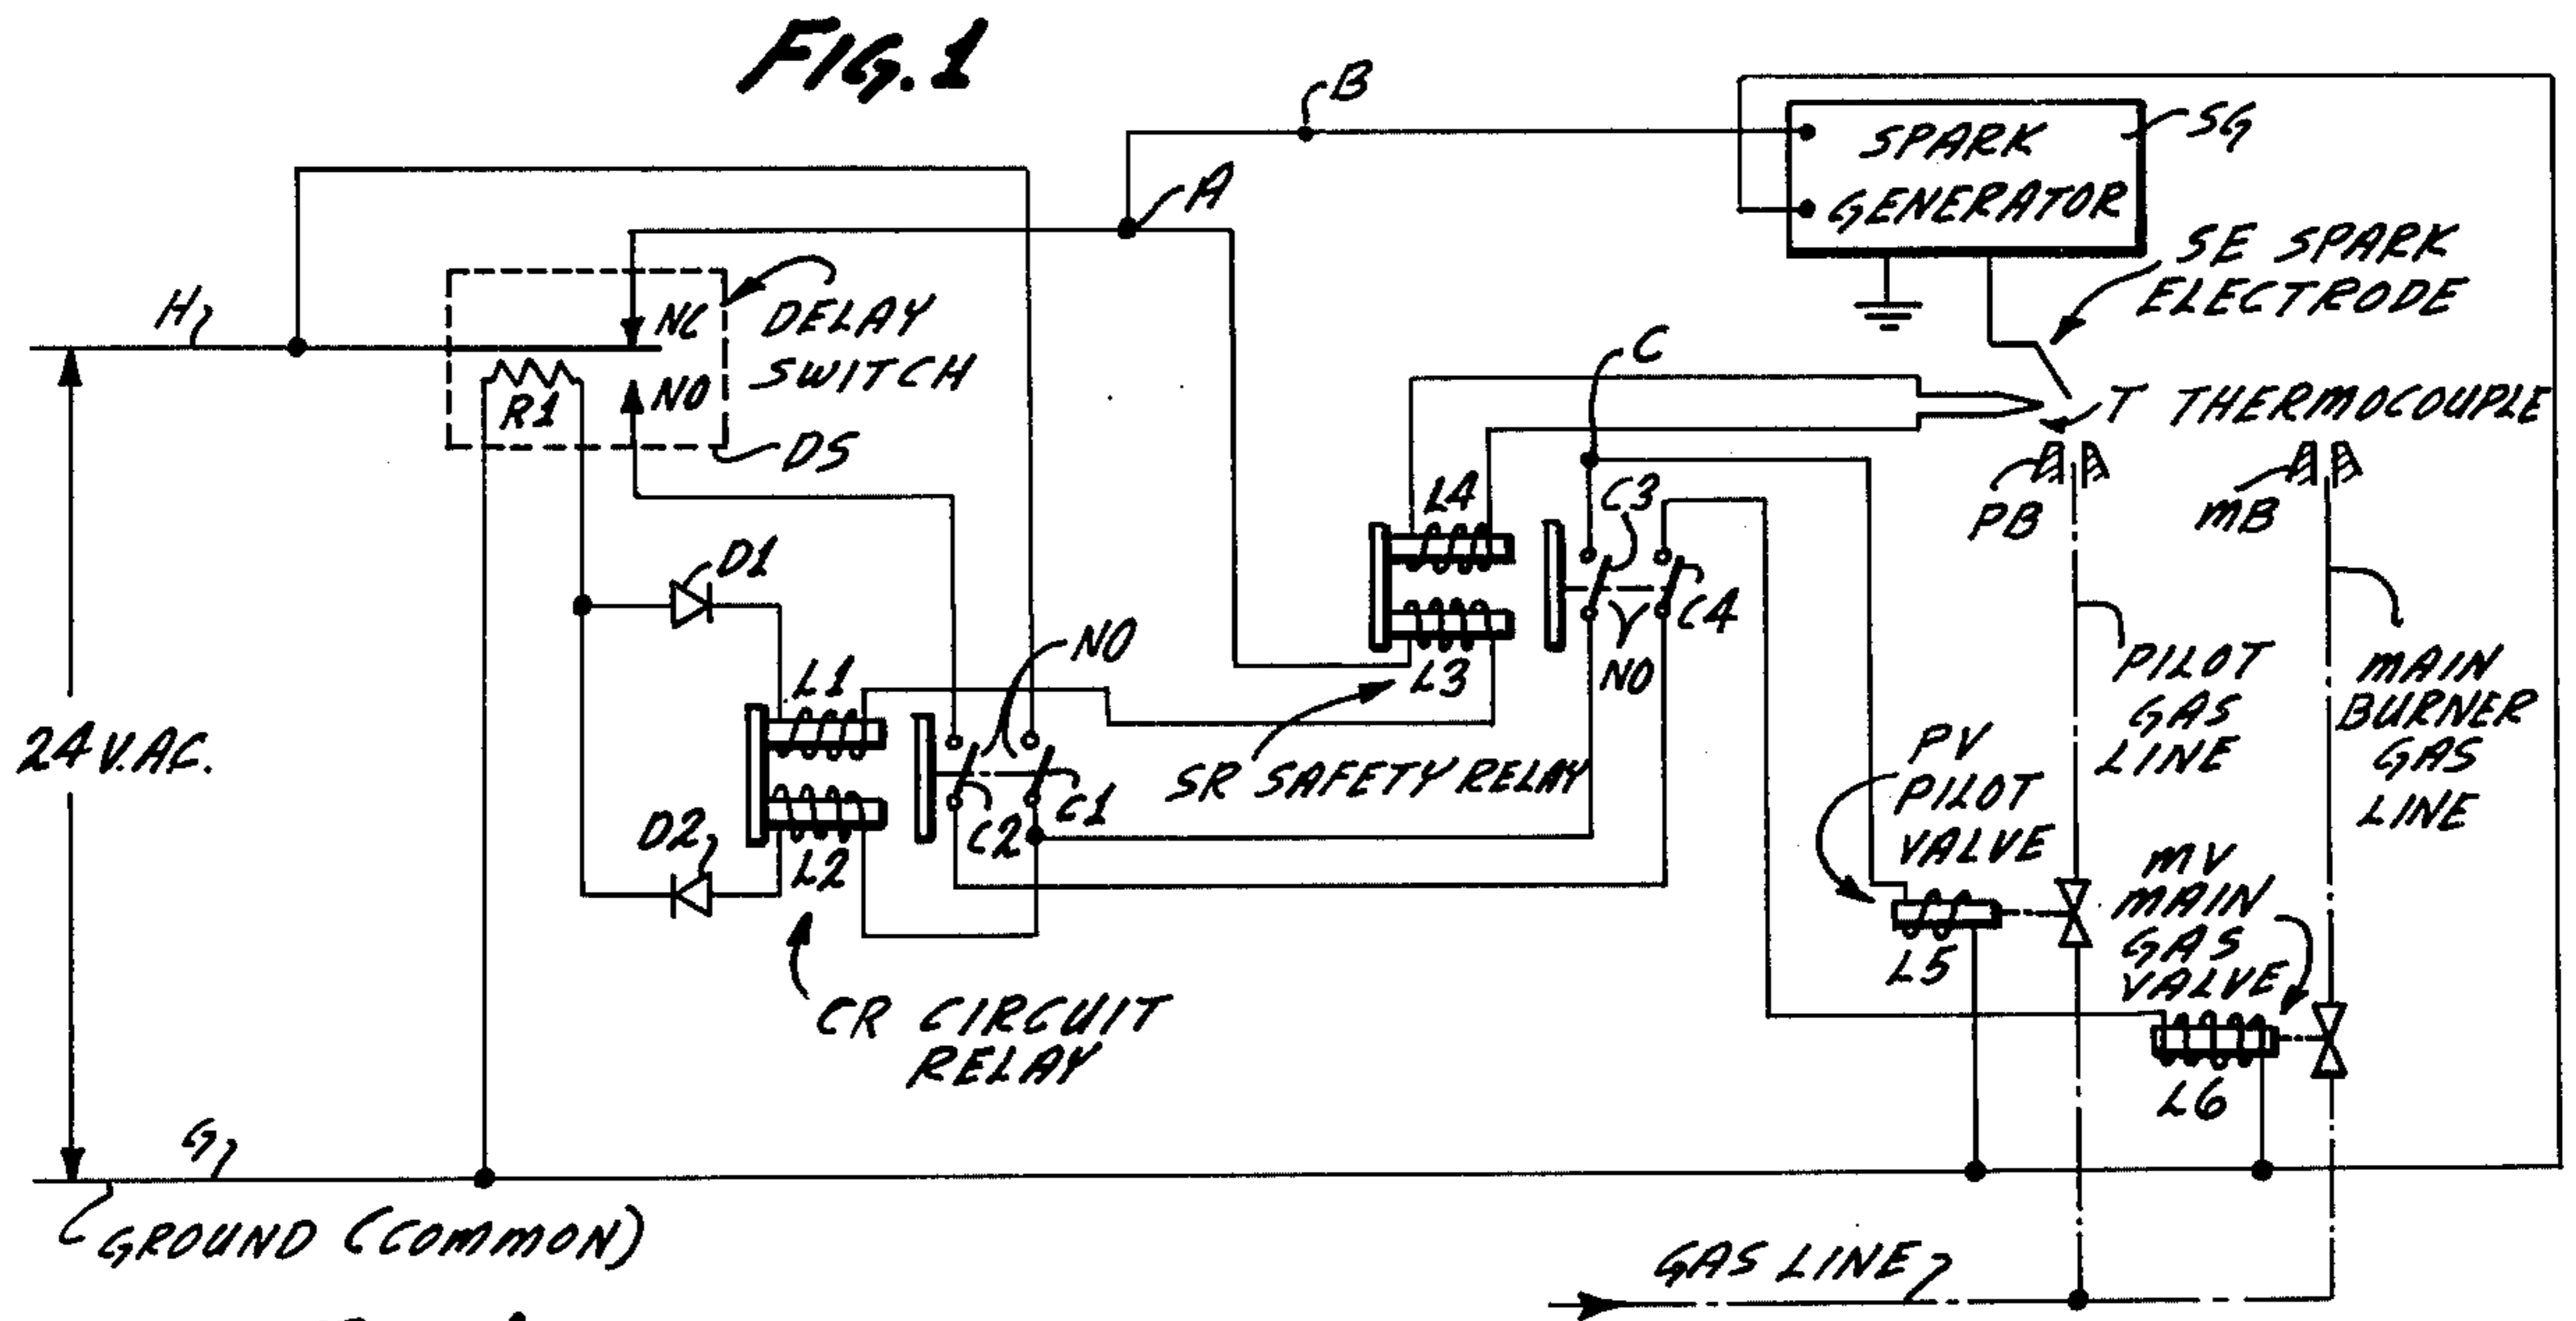 FIG. 1
B
SPARK
GENERATOR
SG
A
SE SPARK
ELECTRODE
H
NC
DELAY
SWITCH
NO
R1
DS
C
T THERMOCOUPLE
PB
MB
L4
C3
C4
NO
L3
D1
L1
NO
SR SAFETY RELAY
PILOT
GAS
LINE
MAIN
BURNER
GAS
LINE
24 V.AC.
D2
L2
C2
C1
PV
PILOT
VALVE
L5
MV
MAIN
GAS
VALVE
L6
CR CIRCUIT
RELAY
G
GROUND (COMMON)
GAS LINE